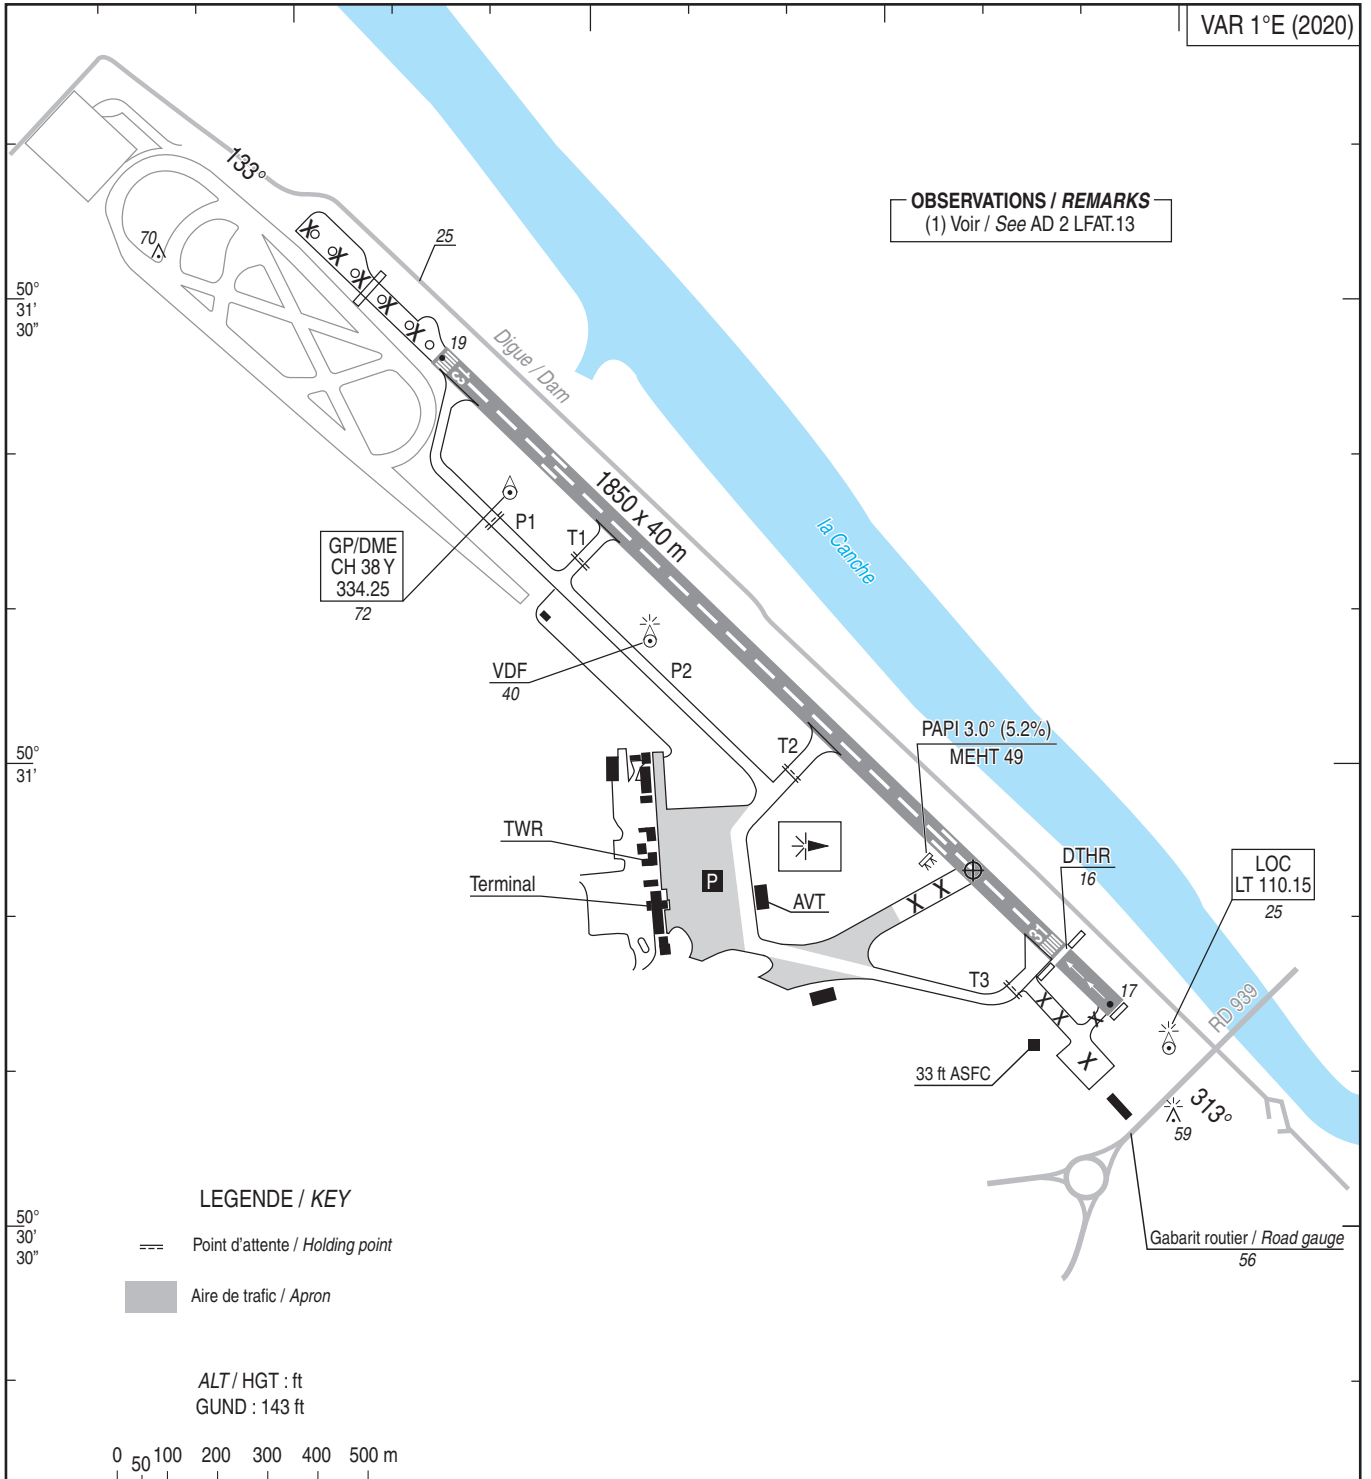 VAR 1°E (2020)
133°
OBSERVATIONS / REMARKS
(1) Voir / See AD 2 LFAT.13
70
25
50°
31'
30"
19
13
Digue / Dam
1850 x 40 m
P1
T1
GP/DME
CH 38 Y
334.25
72
la Canche
VDF
40
P2
T2
PAPI 3.0° (5.2%)
MEHT 49
50°
31'
TWR
DTHR
16
LOC
LT 110.15
25
Terminal
P
AVT
31
T3
17
RD 939
33 ft ASFC
313°
59
LEGENDE / KEY
50°
30'
30"
Point d'attente / Holding point
Gabarit routier / Road gauge
56
Aire de trafic / Apron
ALT / HGT : ft
GUND : 143 ft
0 50 100 200 300 400 500 m